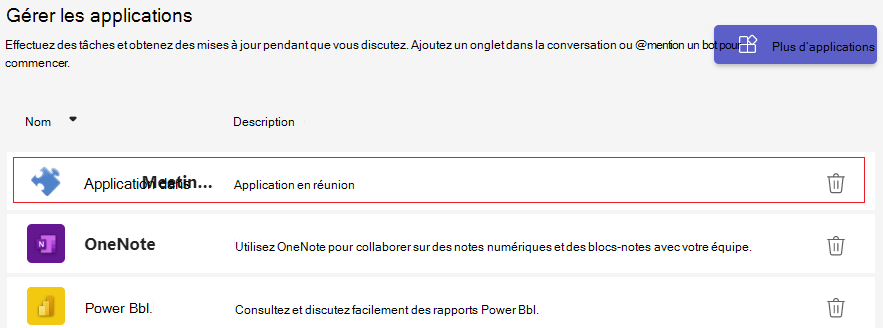 Gérer les applications
Effectuez des tâches et obtenez des mises à jour pendant que vous discutez. Ajoutez un onglet dans la conversation ou @mention un bot pour
commencer.
Plus d'applications
Nom Description
Application dans Meetin... Application en réunion
OneNote Utilisez OneNote pour collaborer sur des notes numériques et des blocs-notes avec votre équipe.
Power Bbl. Consultez et discutez facilement des rapports Power Bbl.